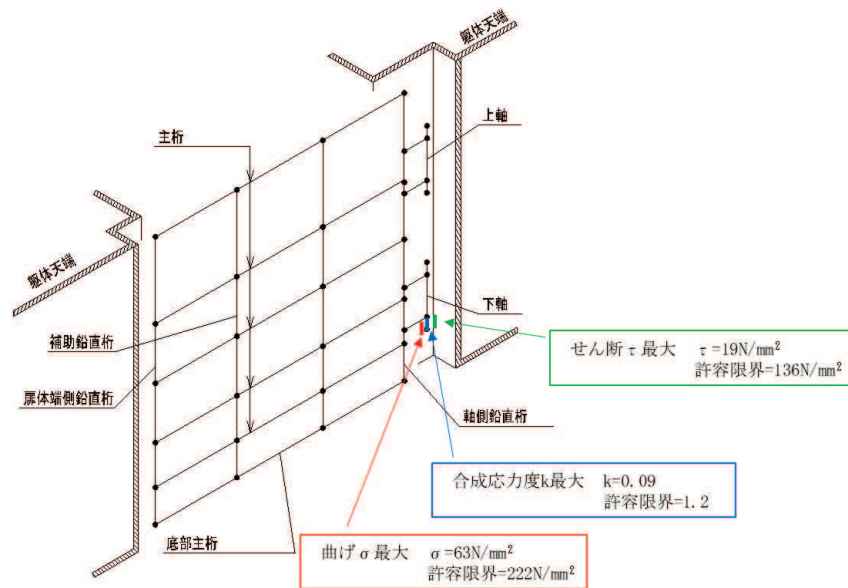 躯体天端
主桁
上軸
躯体天端
下軸
補助鉛直桁
扉体端側鉛直桁
軸側鉛直桁
底部主桁
せん断τ最大 τ=19N/mm²
許容限界=136N/mm²
合成応力度k最大 k=0.09
許容限界=1.2
曲げσ最大 σ=63N/mm²
許容限界=222N/mm²